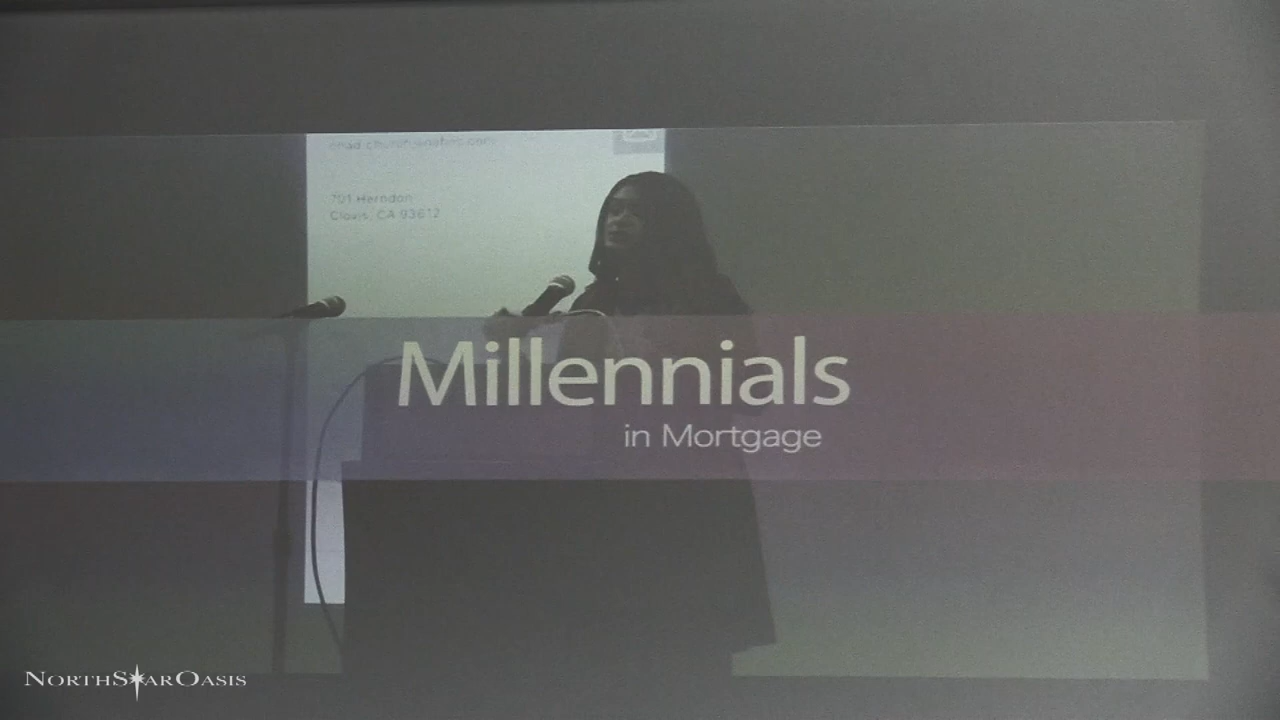 701 Herndon
Clovis, CA 93612
Millennials
in Mortgage
NORTHSTAROASIS